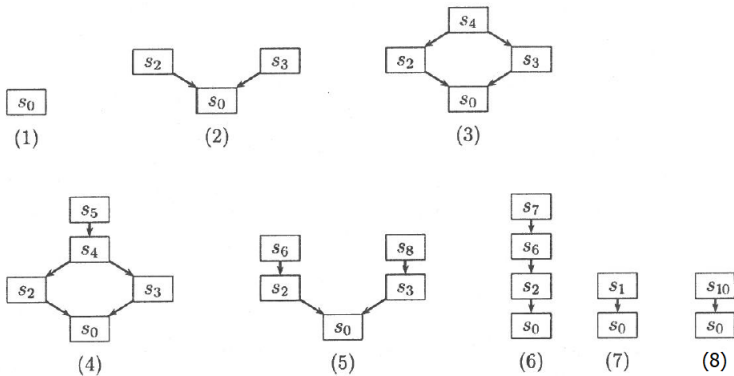 s₄
s₂ s₃ s₂ s₃
s₀ s₀ s₀
(1) (2) (3)
s₅ s₇
s₄ s₆ s₈ s₆
s₂ s₃ s₂ s₃ s₂ s₁ s₁₀
s₀ s₀ s₀ s₀ s₀
(4) (5) (6) (7) (8)